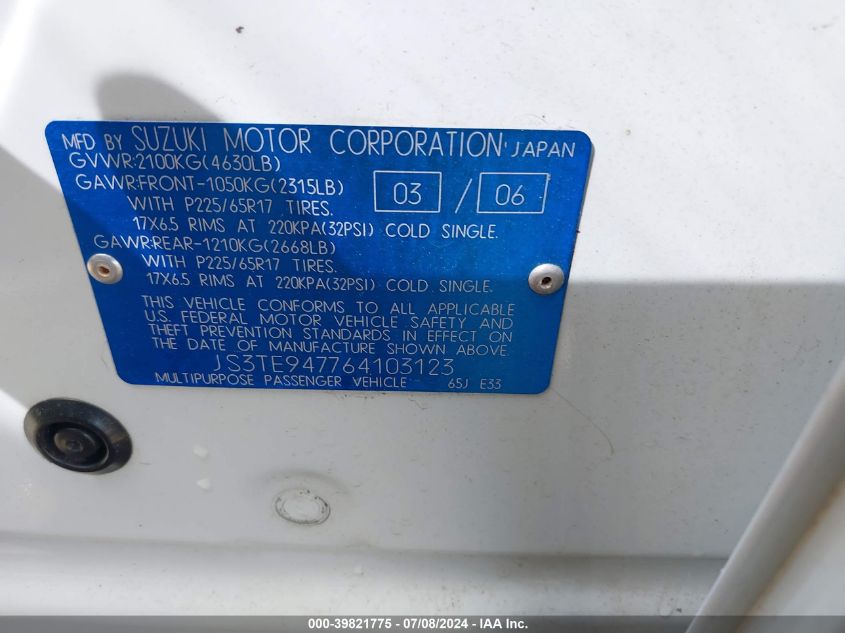 MFD BY SUZUKI MOTOR CORPORATION JAPAN
GVWR:2100KG(4630LB)
GAWR:FRONT-1050KG(2315LB) 03 / 06
WITH P225/65R17 TIRES.
17X6.5 RIMS AT 220KPA(32PSI) COLD SINGLE.
GAWR:REAR-1210KG(2668LB)
WITH P225/65R17 TIRES.
17X6.5 RIMS AT 220KPA(32PSI) COLD SINGLE.
THIS VEHICLE CONFORMS TO ALL APPLICABLE
U.S. FEDERAL MOTOR VEHICLE SAFETY AND
THEFT PREVENTION STANDARDS IN EFFECT ON
THE DATE OF MANUFACTURE SHOWN ABOVE.
JS3TE947764103123
MULTIPURPOSE PASSENGER VEHICLE 65J E33
000-39821775 - 07/08/2024 - IAA Inc.